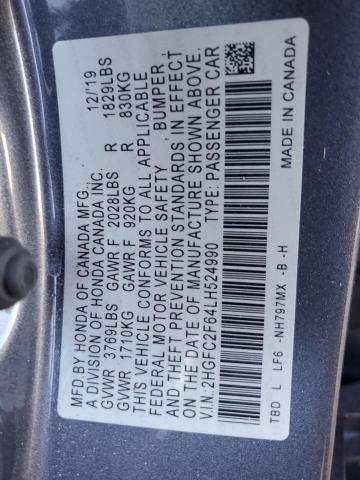 MFD.BY HONDA OF CANADA MFG. 12/'19
A DIVISION OF HONDA CANADA INC.
GVWR 3769LBS GAWR F 2028LBS R 1829LBS
GVWR 1710KG GAWR F 920KG R 830KG
THIS VEHICLE CONFORMS TO ALL APPLICABLE
FEDERAL MOTOR VEHICLE SAFETY, BUMPER,
AND THEFT PREVENTION STANDARDS IN EFFECT
ON THE DATE OF MANUFACTURE SHOWN ABOVE.
V.I.N.:2HGFC2F64LH524990 TYPE: PASSENGER CAR
TBD L LF6 -NH797MX -B -H
MADE IN CANADA